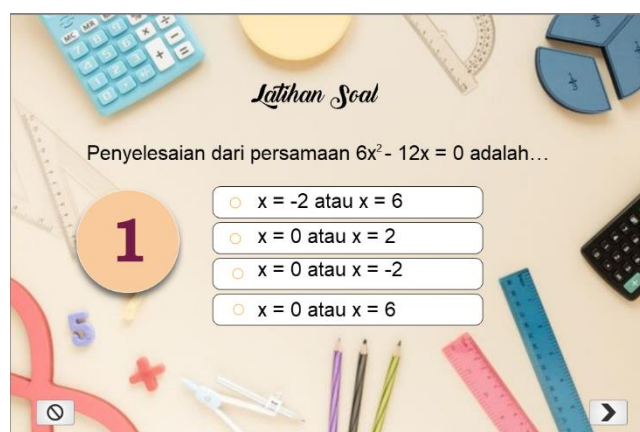 Latihan Soal
Penyelesaian dari persamaan 6x² - 12x = 0 adalah...
1
x = -2 atau x = 6
x = 0 atau x = 2
x = 0 atau x = -2
x = 0 atau x = 6
5